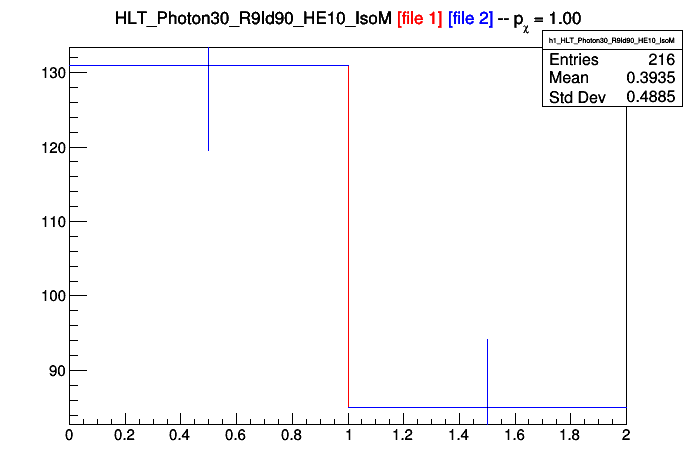 HLT_Photon30_R9Id90_HE10_IsoM [file 1] [file 2] -- pχ = 1.00
h1_HLT_Photon30_R9Id90_HE10_IsoM
Entries 216
Mean 0.3935
Std Dev 0.4885
130
120
110
100
90
0 0.2 0.4 0.6 0.8 1 1.2 1.4 1.6 1.8 2